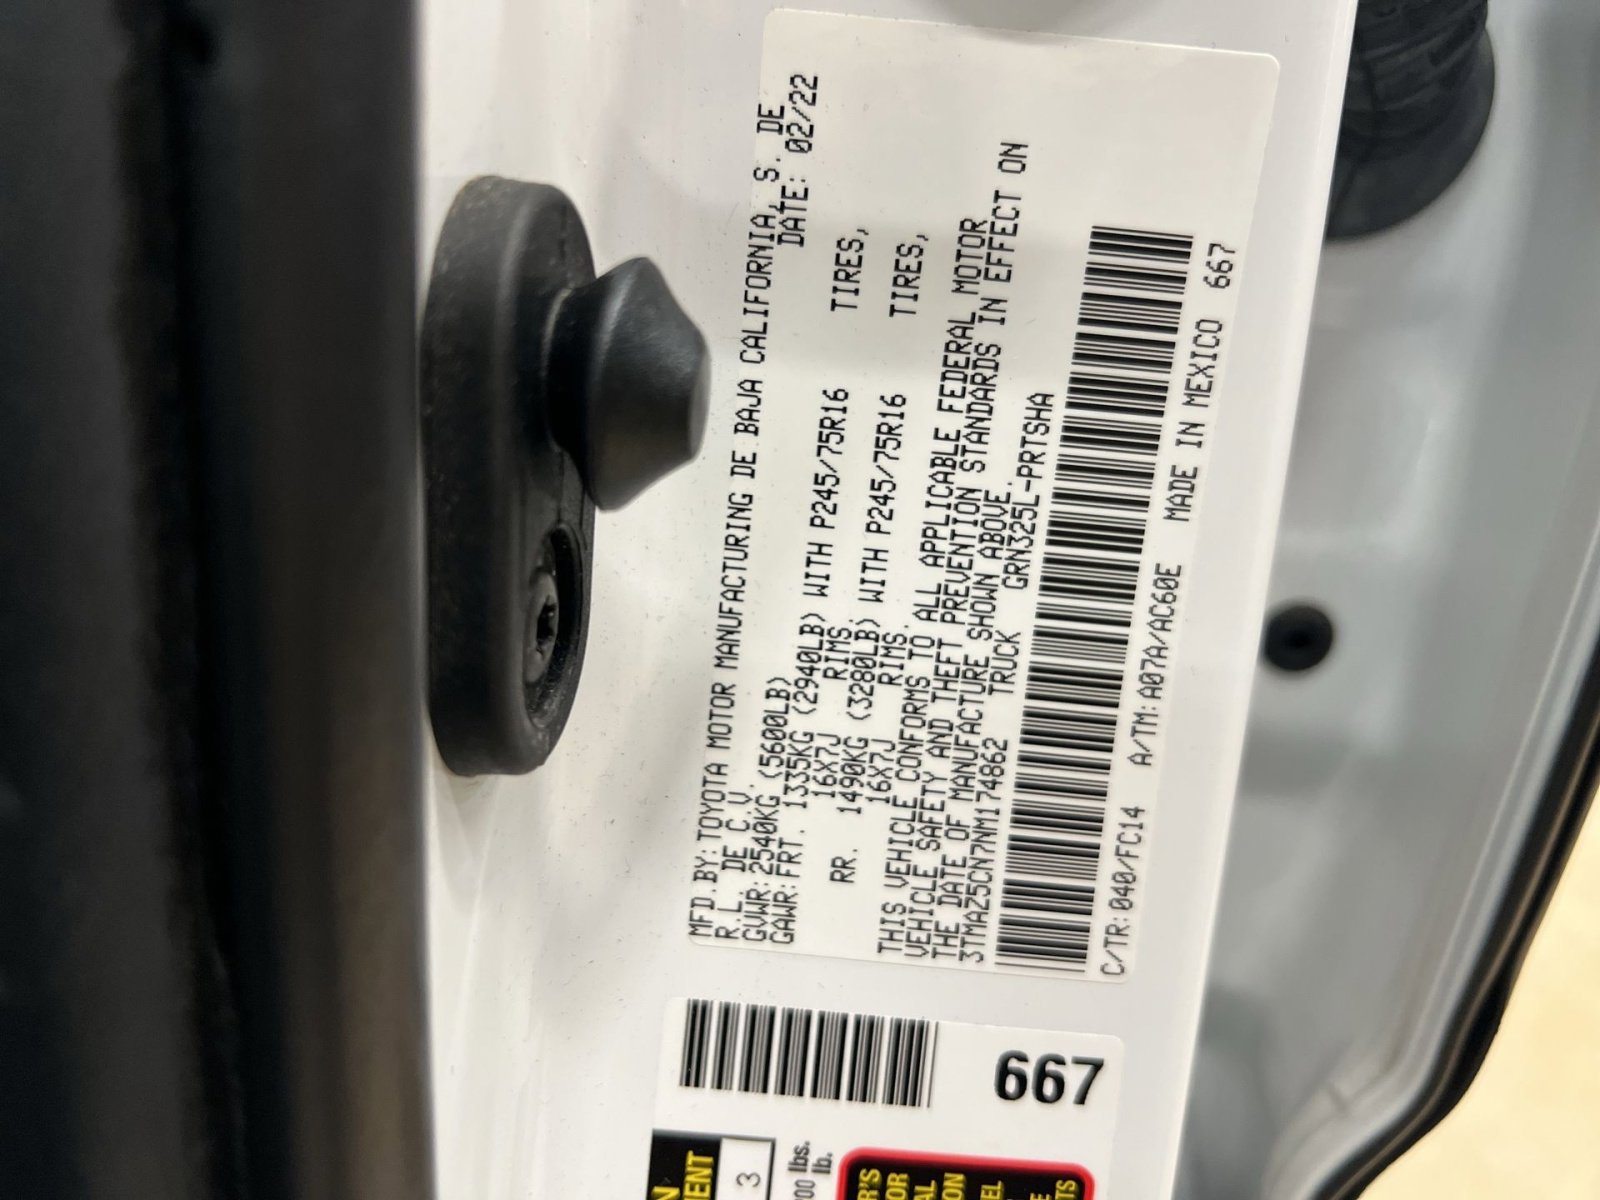 MFD.BY:TOYOTA MOTOR MANUFACTURING DE BAJA CALIFORNIA, S. DE
R.L. DE C.V. DATE: 02/22
GVWR:2540KG (5600LB)
GAWR:FRT. 1335KG (2940LB) WITH P245/75R16 TIRES,
16X7J RIMS.
RR. 1490KG (3280LB) WITH P245/75R16 TIRES,
16X7J RIMS.
THIS VEHICLE CONFORMS TO ALL APPLICABLE FEDERAL MOTOR
VEHICLE SAFETY AND THEFT PREVENTION STANDARDS IN EFFECT ON
THE DATE OF MANUFACTURE SHOWN ABOVE.
3TMAZ5CN7NM174862 TRUCK GRN325L-PRTSHA
C/TR:040/FC14 A/TM:A07A/AC60E MADE IN MEXICO 667
667
3
lbs.
lb.